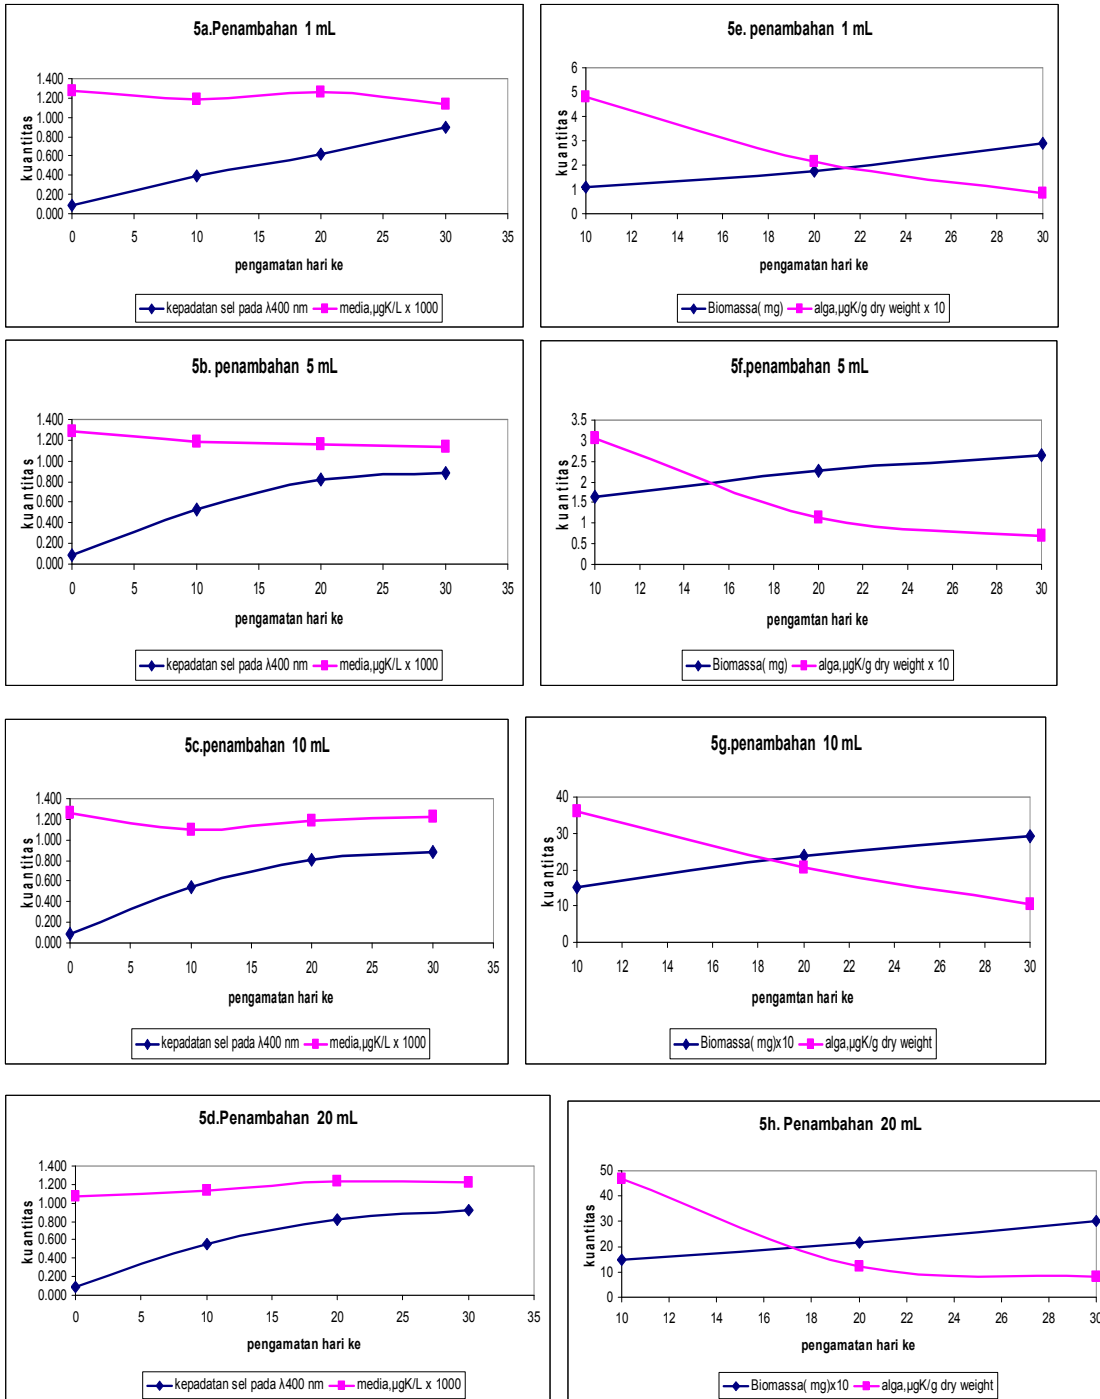 5a.Penambahan 1 mL
kuantitas
1.400
1.200
1.000
0.800
0.600
0.400
0.200
0.000
0 5 10 15 20 25 30 35
pengamatan hari ke
kepadatan sel pada λ400 nm media,µgK/L x 1000
5e. penambahan 1 mL
kuantitas
6
5
4
3
2
1
0
10 12 14 16 18 20 22 24 26 28 30
pengamatan hari ke
Biomassa( mg) alga,µgK/g dry weight x 10
5b. penambahan 5 mL
kuantitas
1.400
1.200
1.000
0.800
0.600
0.400
0.200
0.000
0 5 10 15 20 25 30 35
pengamatan hari ke
kepadatan sel pada λ400 nm media,µgK/L x 1000
5f.penambahan 5 mL
kuantitas
3.5
3
2.5
2
1.5
1
0.5
0
10 12 14 16 18 20 22 24 26 28 30
pengamtan hari ke
Biomassa( mg) alga,µgK/g dry weight x 10
5c.penambahan 10 mL
kuantitas
1.400
1.200
1.000
0.800
0.600
0.400
0.200
0.000
0 5 10 15 20 25 30 35
pengamatan hari ke
kepadatan sel pada λ400 nm media,µgK/L x 1000
5g.penambahan 10 mL
kuantitas
40
30
20
10
0
10 12 14 16 18 20 22 24 26 28 30
pengamtan hari ke
Biomassa( mg)x10 alga,µgK/g dry weight
5d.Penambahan 20 mL
kuantitas
1.400
1.200
1.000
0.800
0.600
0.400
0.200
0.000
0 5 10 15 20 25 30 35
pengamatan hari ke
kepadatan sel pada λ400 nm media,µgK/L x 1000
5h. Penambahan 20 mL
kuantitas
50
40
30
20
10
0
10 12 14 16 18 20 22 24 26 28 30
pengamatan hari ke
Biomassa( mg)x10 alga,µgK/g dry weight